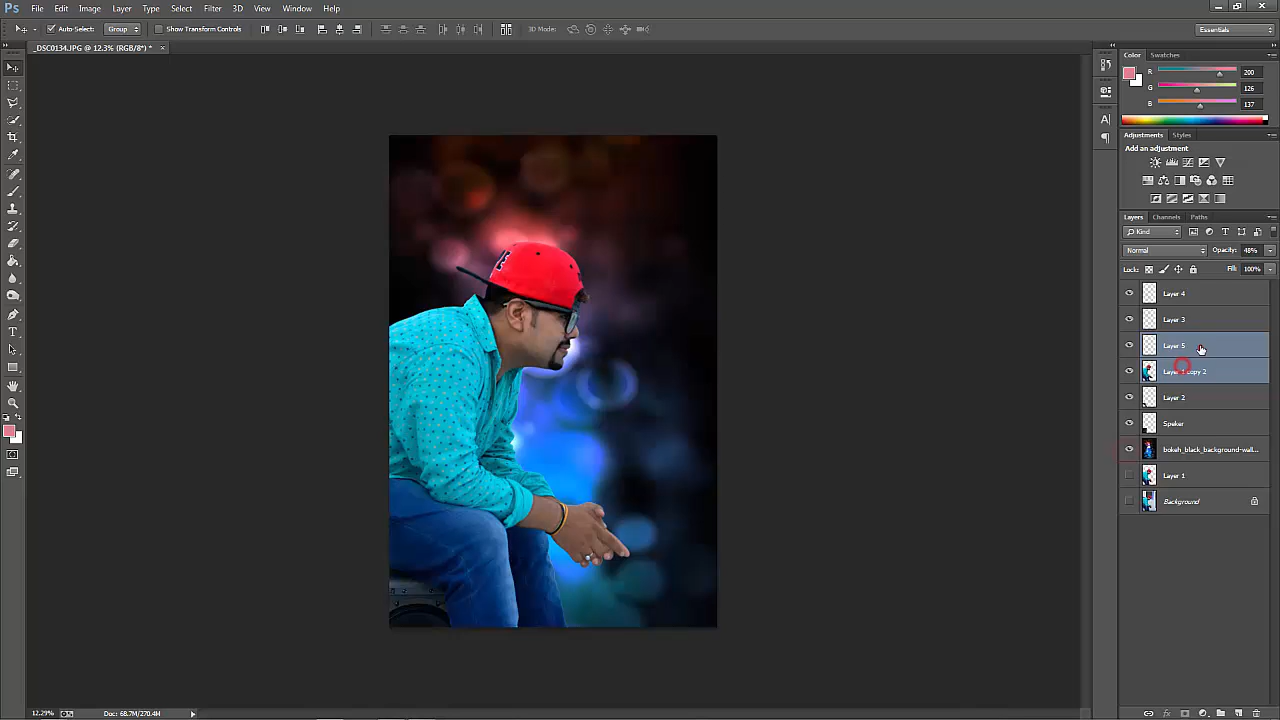 Ps File Edit Image Layer Type Select Filter 3D View Window Help
Auto-Select: Group Show Transform Controls 3D Mode: Essentials
_DSC0134.JPG @ 12.3% (RGB/8*) * ×
Color Swatches
R 200
G 126
B 137
Adjustments Styles
Add an adjustment
Layers Channels Paths
Kind
Normal Opacity: 48%
Lock: Fill: 100%
Layer 4
Layer 3
Layer 5
copy 2
Layer 2
Speker
bokeh_black_background-wall...
Layer 1
Background
12.29% Doc: 68.7M/270.4M